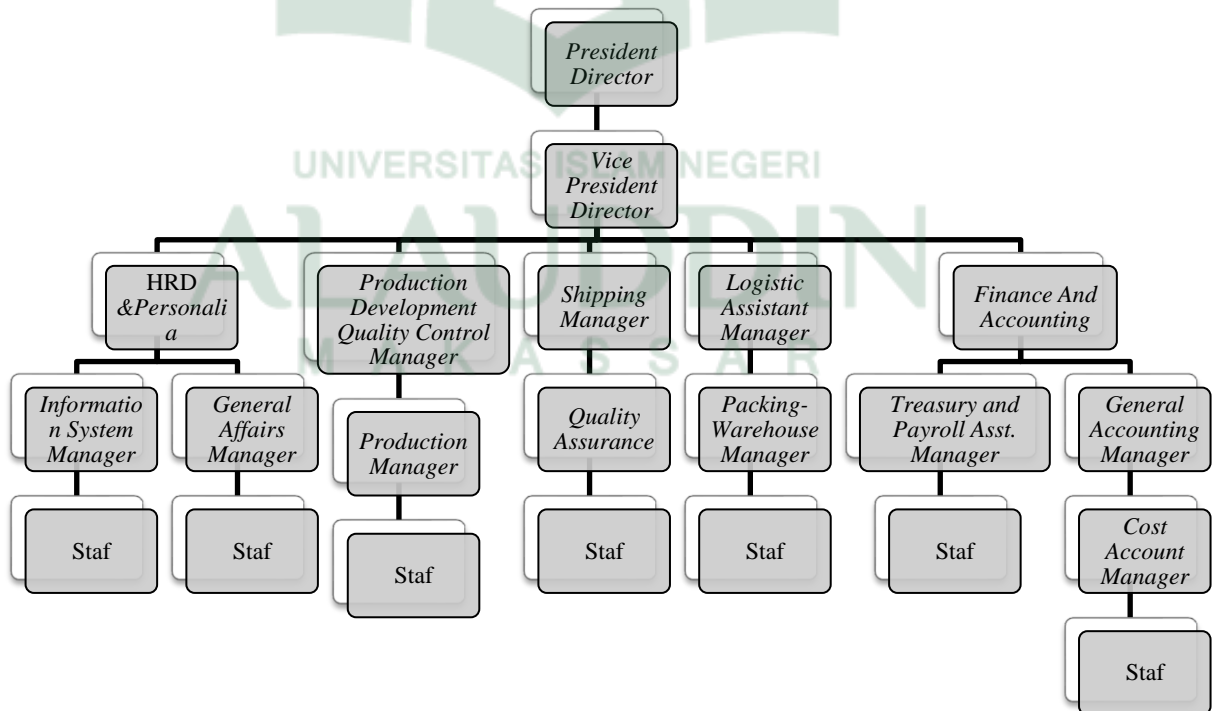 President
Director
UNIVERSITAS ISLAM NEGERI
Vice
President
Director
ALAUDDIN
MAKASSAR
HRD
&Personali
a
Production
Development
Quality Control
Manager
Shipping
Manager
Logistic
Assistant
Manager
Finance And
Accounting
Informatio
n System
Manager
General
Affairs
Manager
Production
Manager
Quality
Assurance
Packing-
Warehouse
Manager
Treasury and
Payroll Asst.
Manager
General
Accounting
Manager
Staf
Staf
Staf
Staf
Staf
Staf
Cost
Account
Manager
Staf